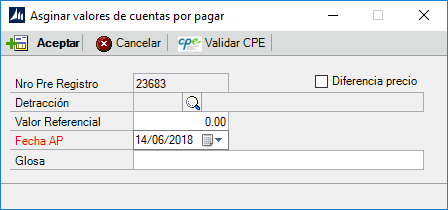 Asginar valores de cuentas por pagar
Aceptar Cancelar cpe Validar CPE
Nro Pre Registro 23683 Diferencia precio
Detracción
Valor Referencial 0.00
Fecha AP 14/06/2018
Glosa